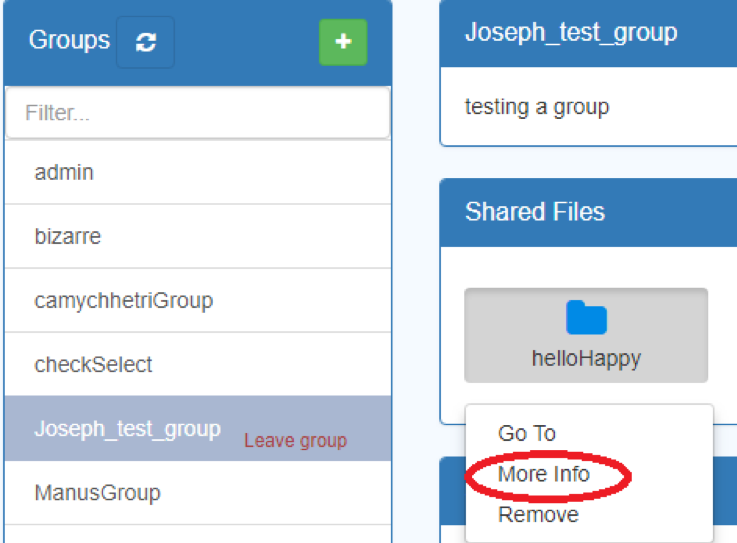 Groups
Filter...
admin
bizarre
camychhetriGroup
checkSelect
Joseph_test_group Leave group
ManusGroup
Joseph_test_group
testing a group
Shared Files
helloHappy
Go To
More Info
Remove